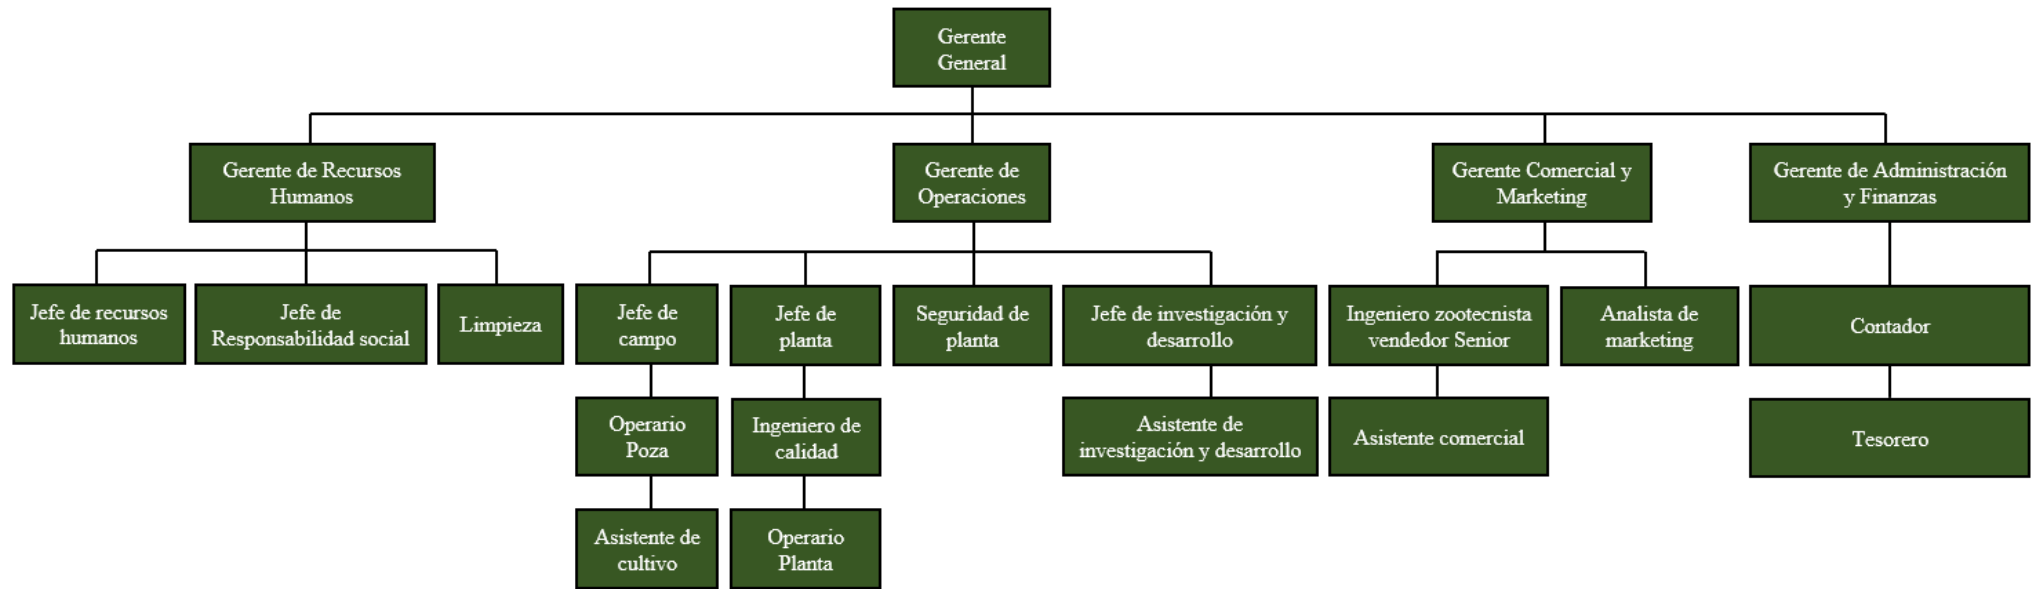 Gerente
General
Gerente de Recursos
Humanos
Gerente de
Operaciones
Gerente Comercial y
Marketing
Gerente de Administración
y Finanzas
Jefe de recursos
humanos
Jefe de
Responsabilidad social
Limpieza
Jefe de
campo
Jefe de
planta
Seguridad de
planta
Jefe de investigación y
desarrollo
Ingeniero zootecnista
vendedor Senior
Analista de
marketing
Contador
Operario
Poza
Ingeniero de
calidad
Asistente de
investigación y desarrollo
Asistente comercial
Tesorero
Asistente de
cultivo
Operario
Planta